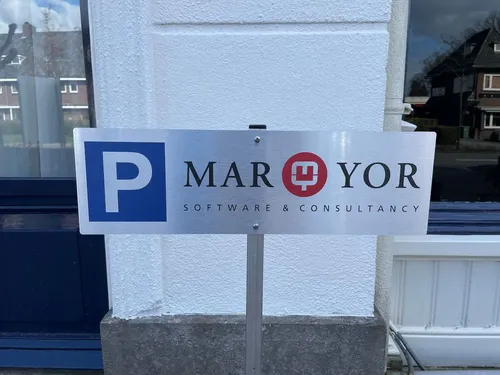 P
MAR YOR
SOFTWARE & CONSULTANCY